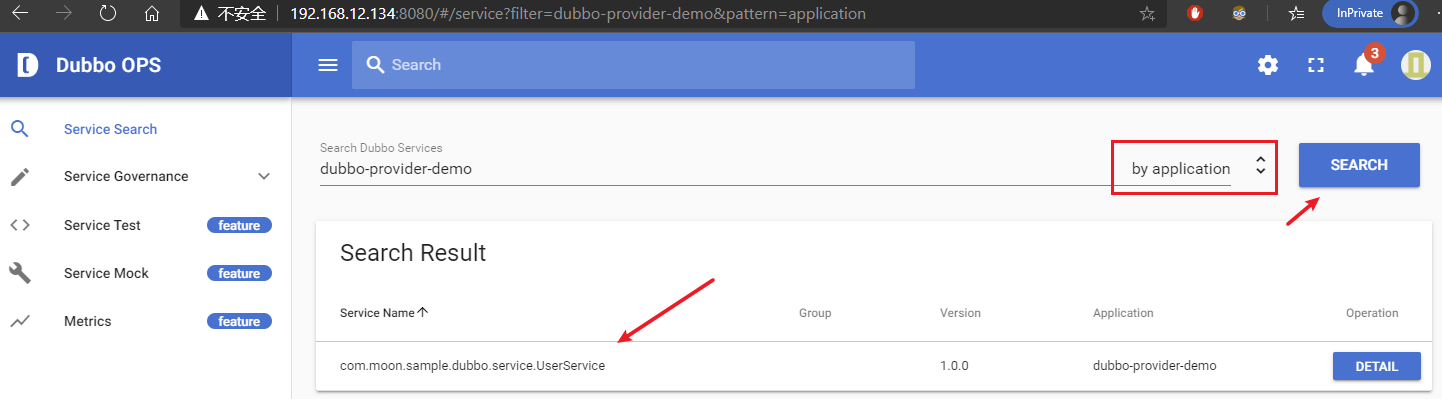 不安全 192.168.12.134:8080/#/service?filter=dubbo-provider-demo&pattern=application InPrivate
Dubbo OPS Search 3
Service Search
Service Governance
Service Test feature
Service Mock feature
Metrics feature
Search Dubbo Services
dubbo-provider-demo by application SEARCH
Search Result
Service Name Group Version Application Operation
com.moon.sample.dubbo.service.UserService 1.0.0 dubbo-provider-demo DETAIL